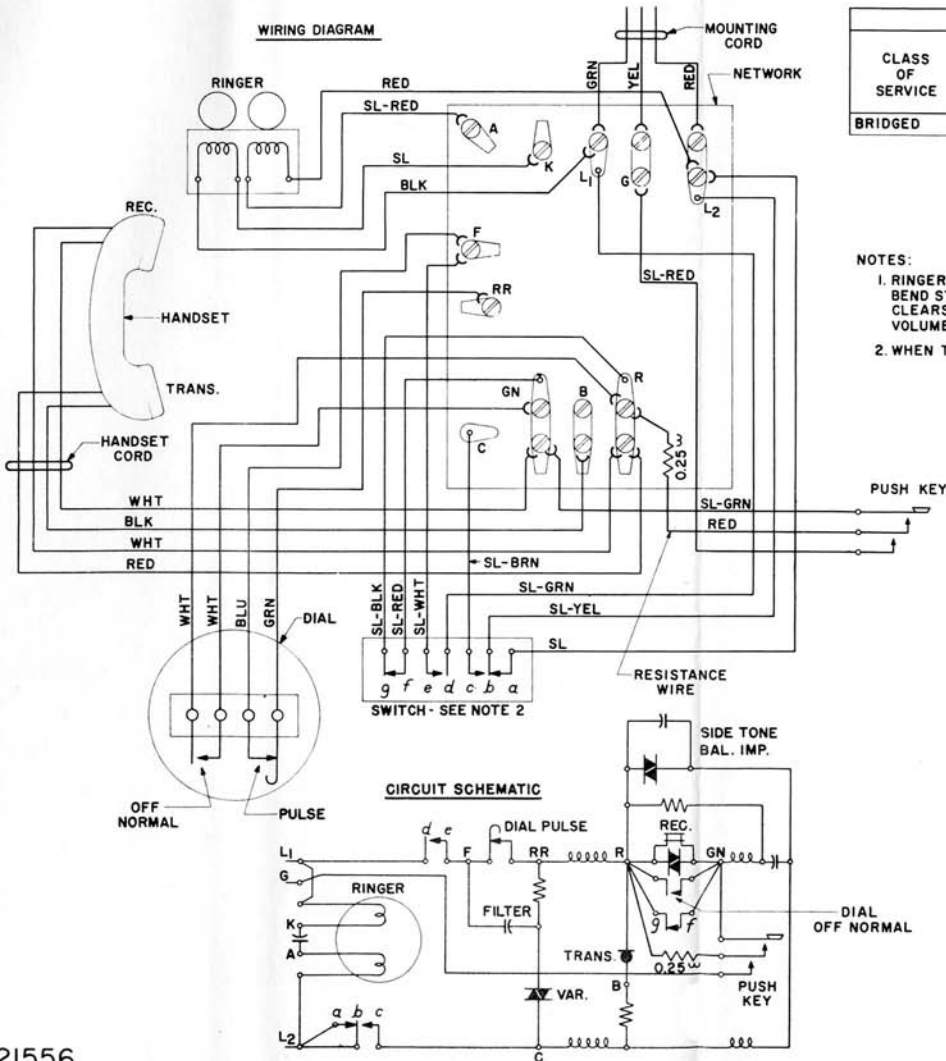 WIRING DIAGRAM
MOUNTING
CORD
NETWORK
CLASS
OF
SERVICE
BRIDGED
RINGER
RED
SL-RED
SL
BLK
GRN
YEL
RED
A
K
L1
G
L2
REC.
F
RR
SL-RED
HANDSET
TRANS.
NOTES:
1. RINGER
BEND
CLEARS
VOLUME
2. WHEN
GN
B
R
C
0.25 ω
HANDSET
CORD
WHT
BLK
WHT
RED
SL-GRN
RED
PUSH KEY
SL-BRN
SL-GRN
SL-YEL
SL
WHT
WHT
BLU
GRN
DIAL
SL-BLK
SL-RED
SL-WHT
g f e d c b a
SWITCH - SEE NOTE 2
RESISTANCE
WIRE
OFF
NORMAL
PULSE
CIRCUIT SCHEMATIC
SIDE TONE
BAL. IMP.
L1
G
K
A
L2
RINGER
d e
F
DIAL PULSE
RR
R
REC.
GN
FILTER
g f
DIAL
OFF NORMAL
TRANS.
0.25 ω
PUSH
KEY
B
VAR.
a b c
C
21556